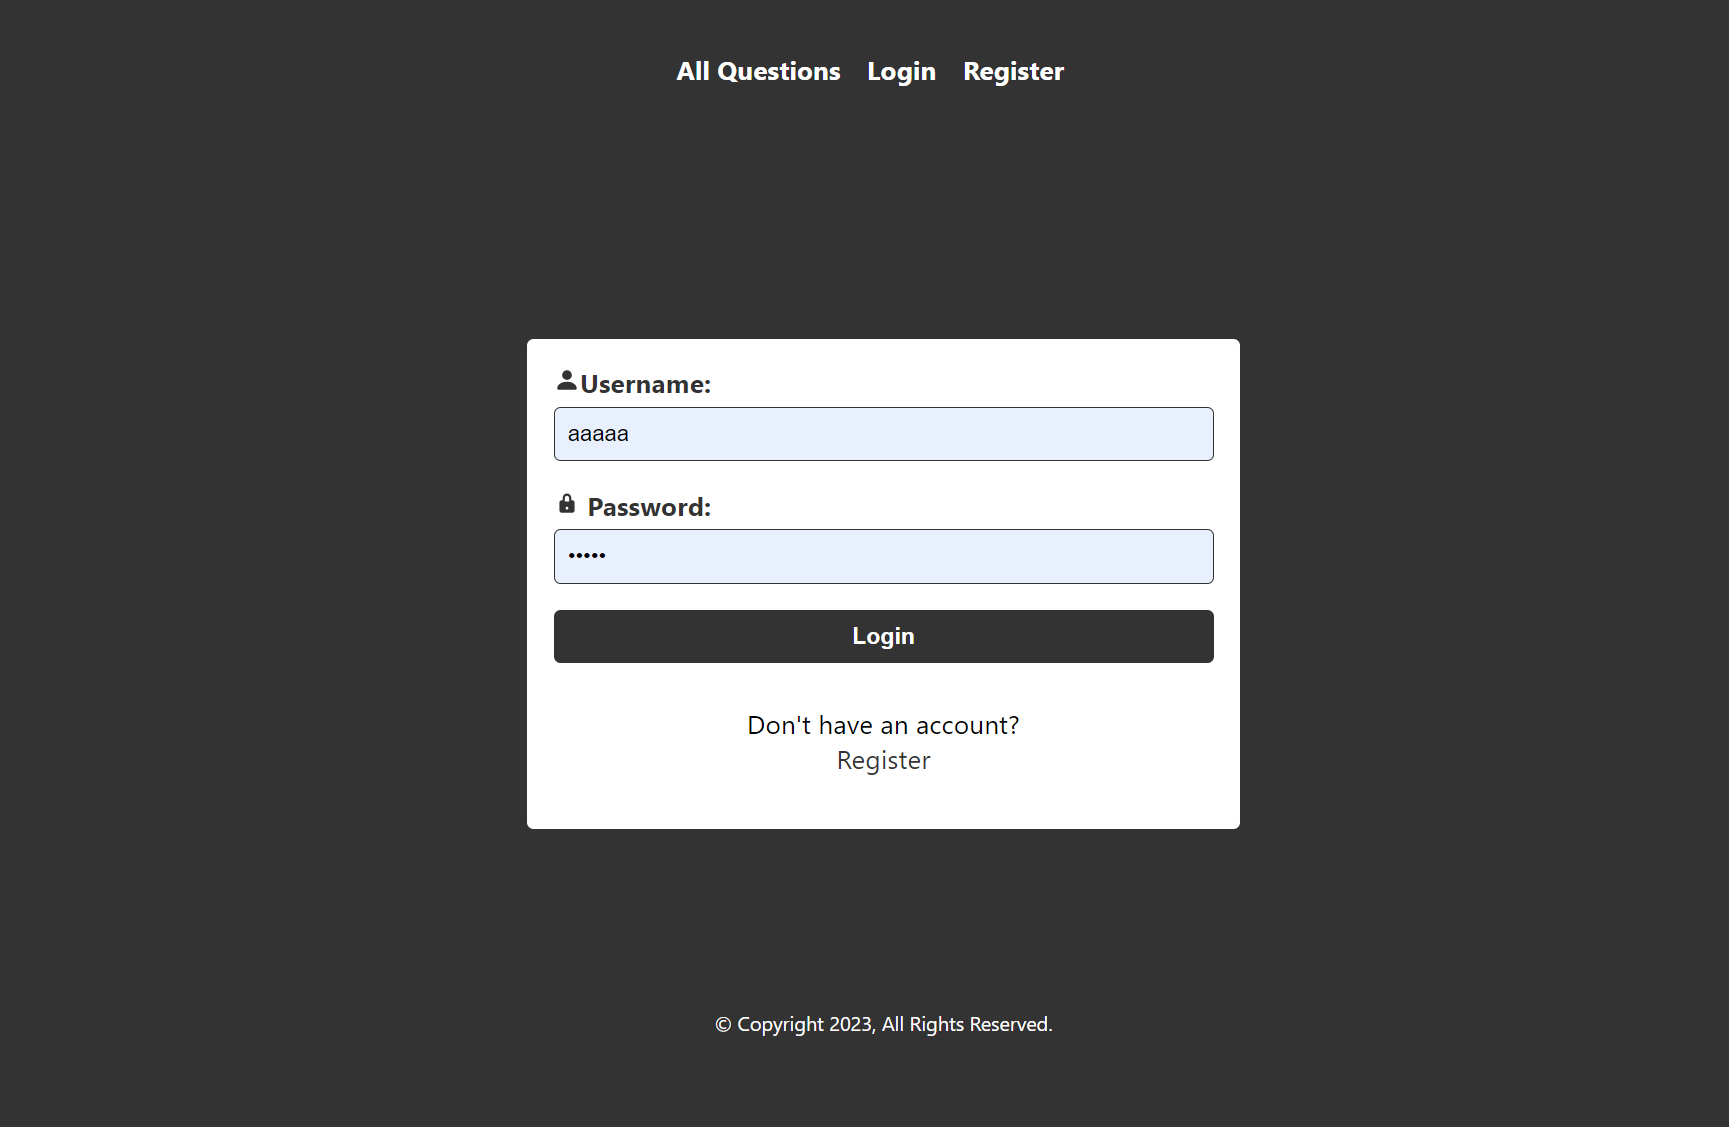 All Questions Login Register
Username:
aaaaa
Password:
•••••
Login
Don't have an account?
Register
© Copyright 2023, All Rights Reserved.